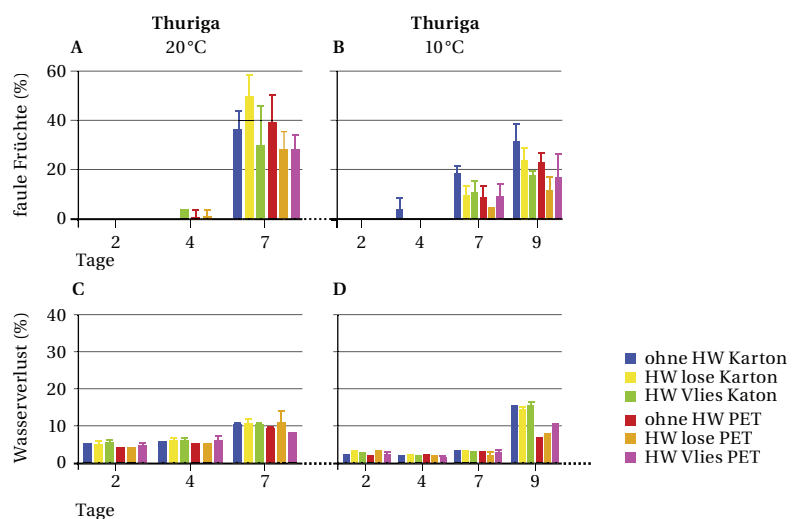 Thuriga
20°C
A
faule Früchte (%)
60
40
20
0
2 4 7
Tage
Thuriga
10°C
B
2 4 7 9
C
Wasserverlust (%)
40
30
20
10
0
2 4 7
Tage
D
2 4 7 9
ohne HW Karton
HW lose Karton
HW Vlies Katon
ohne HW PET
HW lose PET
HW Vlies PET